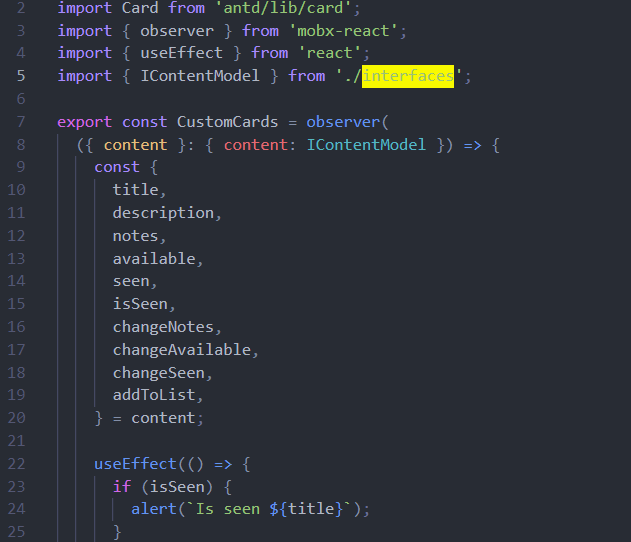 2 import Card from 'antd/lib/card';
3 import { observer } from 'mobx-react';
4 import { useEffect } from 'react';
5 import { IContentModel } from './interfaces';
6
7 export const CustomCards = observer(
8   ({ content }: { content: IContentModel }) => {
9     const {
10       title,
11       description,
12       notes,
13       available,
14       seen,
15       isSeen,
16       changeNotes,
17       changeAvailable,
18       changeSeen,
19       addToList,
20     } = content;
21
22     useEffect(() => {
23       if (isSeen) {
24         alert(`Is seen ${title}`);
25       }